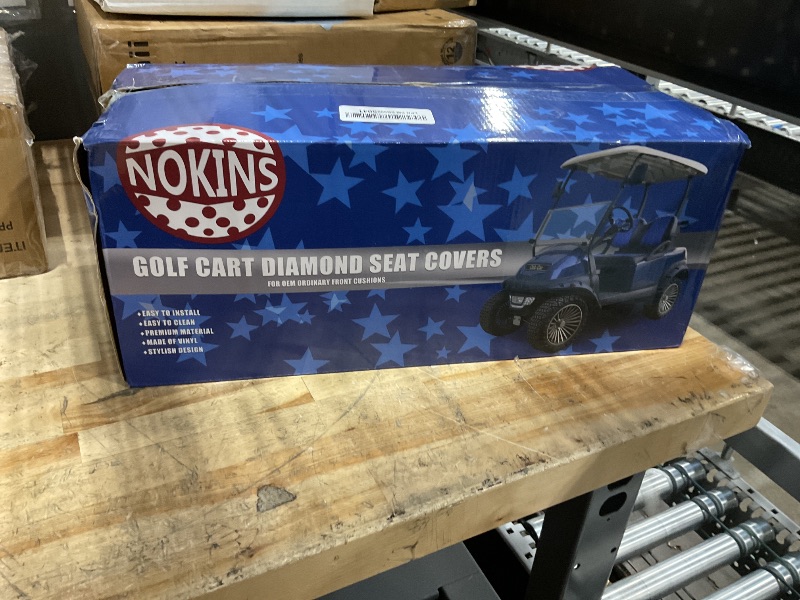 NOKINS
GOLF CART DIAMOND SEAT COVERS
FOR OEM ORDINARY FRONT CUSHIONS
•EASY TO INSTALL
•EASY TO CLEAN
•PREMIUM MATERIAL
•MADE OF VINYL
•STYLISH DESIGN
ITEM